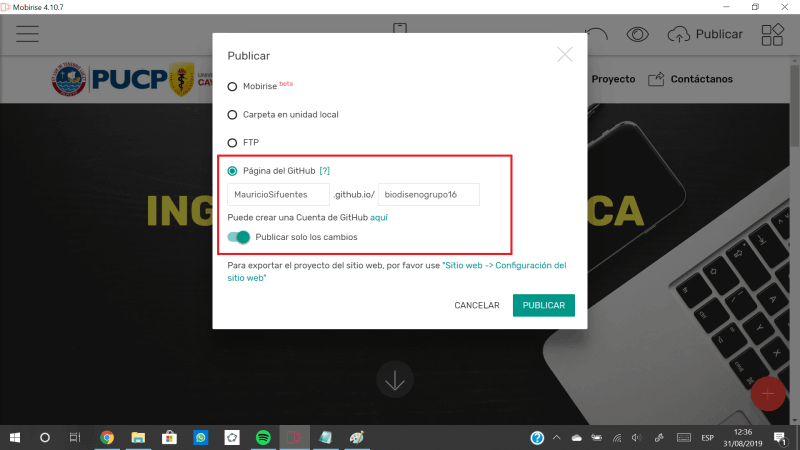 Mobirise 4.10.7
Publicar
PUCP
Proyecto
Contáctanos
Publicar
Mobirise beta
Carpeta en unidad local
FTP
Página del GitHub [?]
MauricioSifuentes .github.io/ biodisenogrupo16
Puede crear una Cuenta de GitHub aquí
Publicar solo los cambios
Para exportar el proyecto del sitio web, por favor use "Sitio web -> Configuración del
sitio web"
CANCELAR PUBLICAR
ESP
12:36
31/08/2019